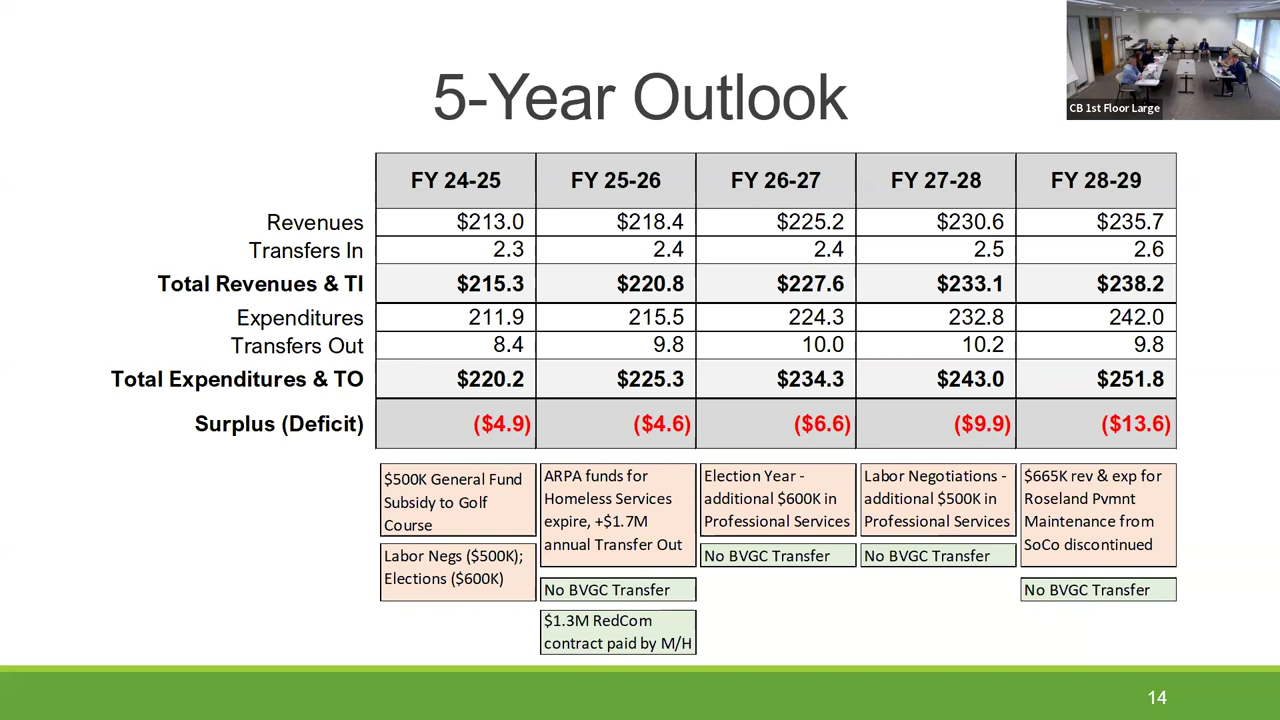 CB 1st Floor Large
5-Year Outlook
FY 24-25 FY 25-26 FY 26-27 FY 27-28 FY 28-29
Revenues $213.0 $218.4 $225.2 $230.6 $235.7
Transfers In 2.3 2.4 2.4 2.5 2.6
Total Revenues & TI $215.3 $220.8 $227.6 $233.1 $238.2
Expenditures 211.9 215.5 224.3 232.8 242.0
Transfers Out 8.4 9.8 10.0 10.2 9.8
Total Expenditures & TO $220.2 $225.3 $234.3 $243.0 $251.8
Surplus (Deficit) ($4.9) ($4.6) ($6.6) ($9.9) ($13.6)
$500K General Fund
Subsidy to Golf
Course
Labor Negs ($500K);
Elections ($600K)
ARPA funds for
Homeless Services
expire, +$1.7M
annual Transfer Out
No BVGC Transfer
$1.3M RedCom
contract paid by M/H
Election Year -
additional $600K in
Professional Services
No BVGC Transfer
Labor Negotiations -
additional $500K in
Professional Services
No BVGC Transfer
$665K rev & exp for
Roseland Pvmnt
Maintenance from
SoCo discontinued
No BVGC Transfer
14